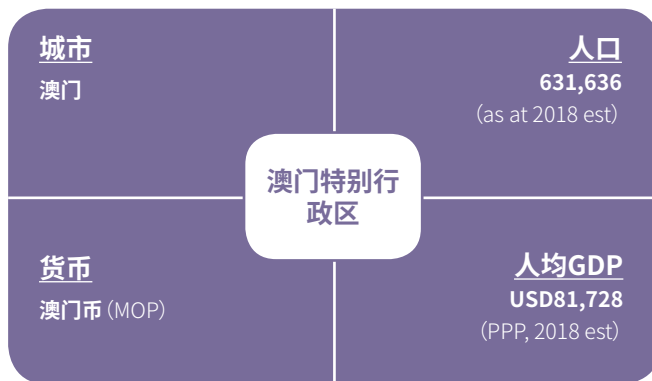 城市
澳门
人口
631,636
（as at 2018 est）
澳门特别行
政区
货币
澳门币（MOP）
人均GDP
USD81,728
（PPP, 2018 est）